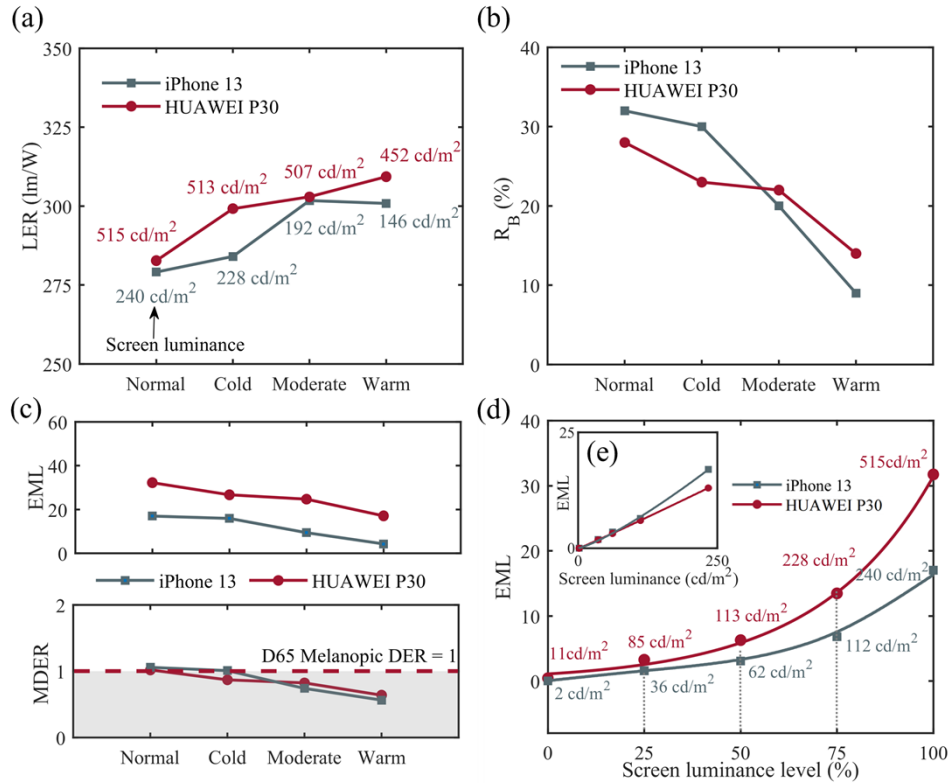 (a)
350
325
300
275
250
LER (lm/W)
iPhone 13
HUAWEI P30
515 cd/m²
513 cd/m²
507 cd/m²
452 cd/m²
240 cd/m²
228 cd/m²
192 cd/m²
146 cd/m²
Screen luminance
Normal Cold Moderate Warm
(b)
40
30
20
10
0
R_B (%)
iPhone 13
HUAWEI P30
Normal Cold Moderate Warm
(c)
60
40
20
0
EML
iPhone 13 HUAWEI P30
2
1
0
MDER
D65 Melanopic DER = 1
Normal Cold Moderate Warm
(d)
40
30
20
10
0
EML
(e)
25
0
EML
0 250
Screen luminance (cd/m²)
iPhone 13
HUAWEI P30
515cd/m²
228 cd/m²
240cd/m²
113 cd/m²
85 cd/m²
11cd/m²
112 cd/m²
62 cd/m²
36 cd/m²
2 cd/m²
0 25 50 75 100
Screen luminance level (%)